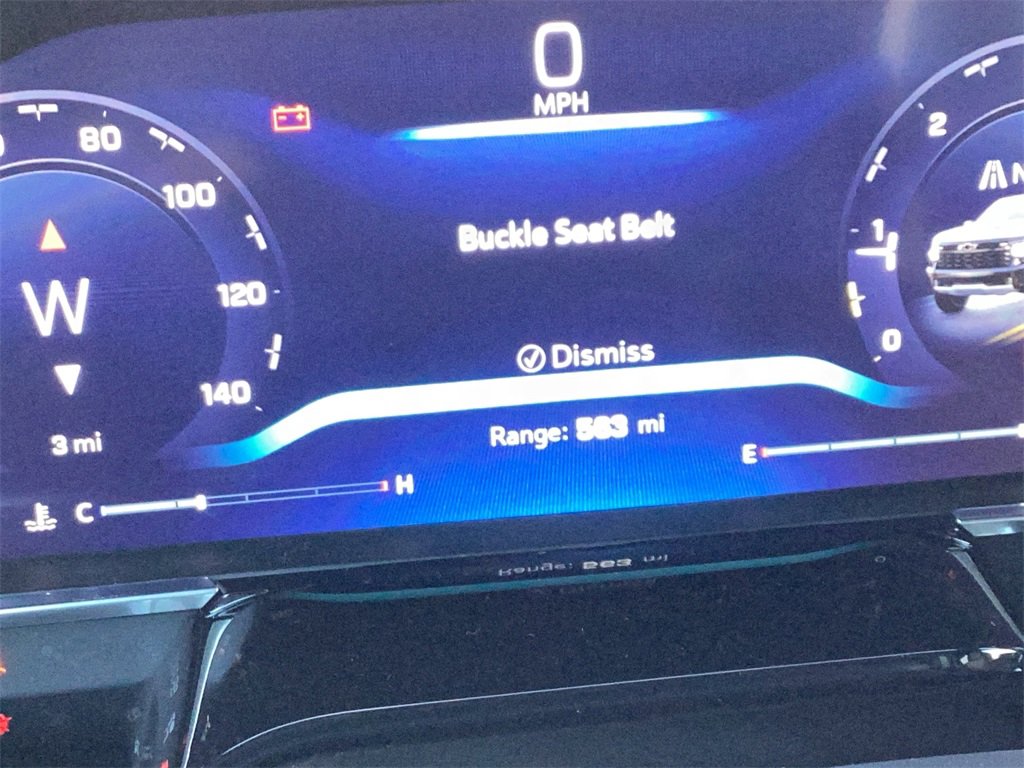 0
MPH
80
100
120
140
W
3 mi
Buckle Seat Belt
Dismiss
Range: 563 mi
C
H
E
2
1
0
N